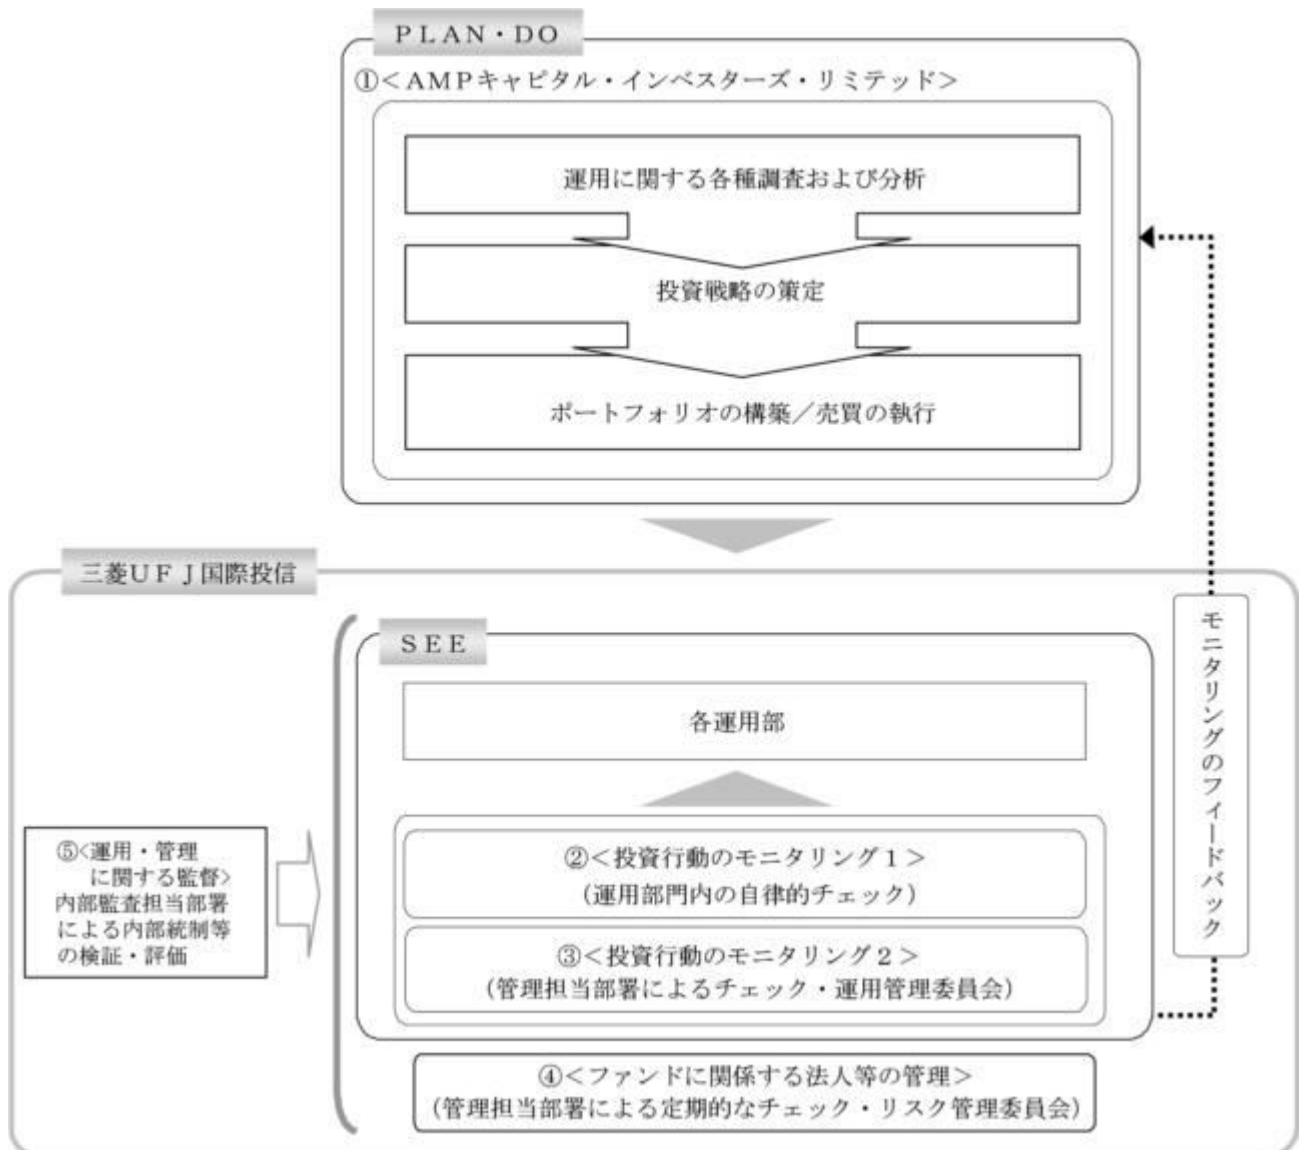 ＰＬＡＮ・ＤＯ
①＜ＡＭＰキャピタル・インベスターズ・リミテッド＞
運用に関する各種調査および分析
投資戦略の策定
ポートフォリオの構築／売買の執行
三菱ＵＦＪ国際投信
ＳＥＥ
各運用部
②＜投資行動のモニタリング１＞
（運用部門内の自律的チェック）
③＜投資行動のモニタリング２＞
（管理担当部署によるチェック・運用管理委員会）
④＜ファンドに関係する法人等の管理＞
（管理担当部署による定期的なチェック・リスク管理委員会）
⑤＜運用・管理
に関する監督＞
内部監査担当部署
による内部統制等
の検証・評価
モニタリングのフィードバック